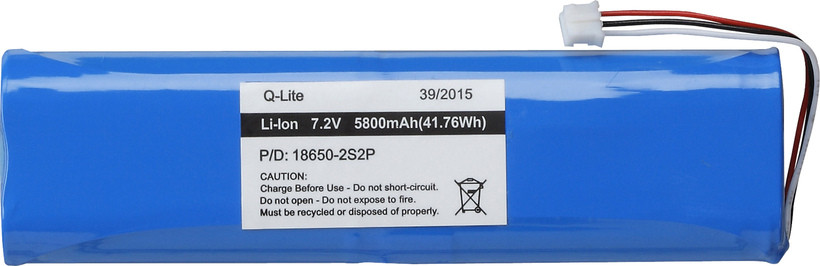 Q-Lite 39/2015
Li-Ion 7.2V 5800mAh(41.76Wh)
P/D: 18650-2S2P
CAUTION:
Charge Before Use - Do not short-circuit.
Do not open - Do not expose to fire.
Must be recycled or disposed of properly.